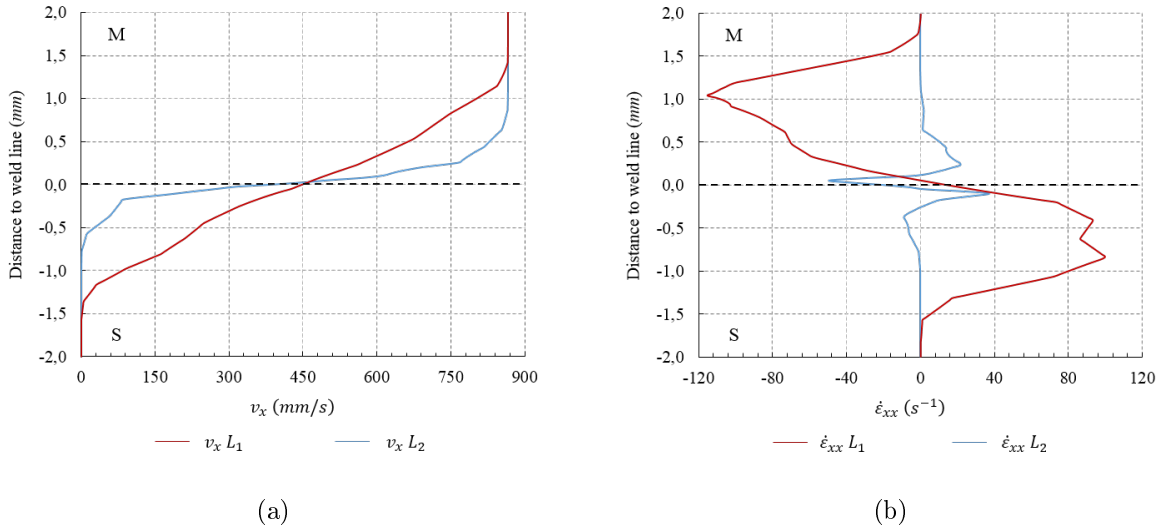 2,0
1,5
1,0
0,5
0,0
-0,5
-1,0
-1,5
-2,0
Distance to weld line (mm)
M
S
0 150 300 450 600 750 900
v_x (mm/s)
v_x L_1 v_x L_2
(a)
2,0
1,5
1,0
0,5
0,0
-0,5
-1,0
-1,5
-2,0
Distance to weld line (mm)
M
S
-120 -80 -40 0 40 80 120
ε̇_xx (s⁻¹)
ε̇_xx L_1 ε̇_xx L_2
(b)